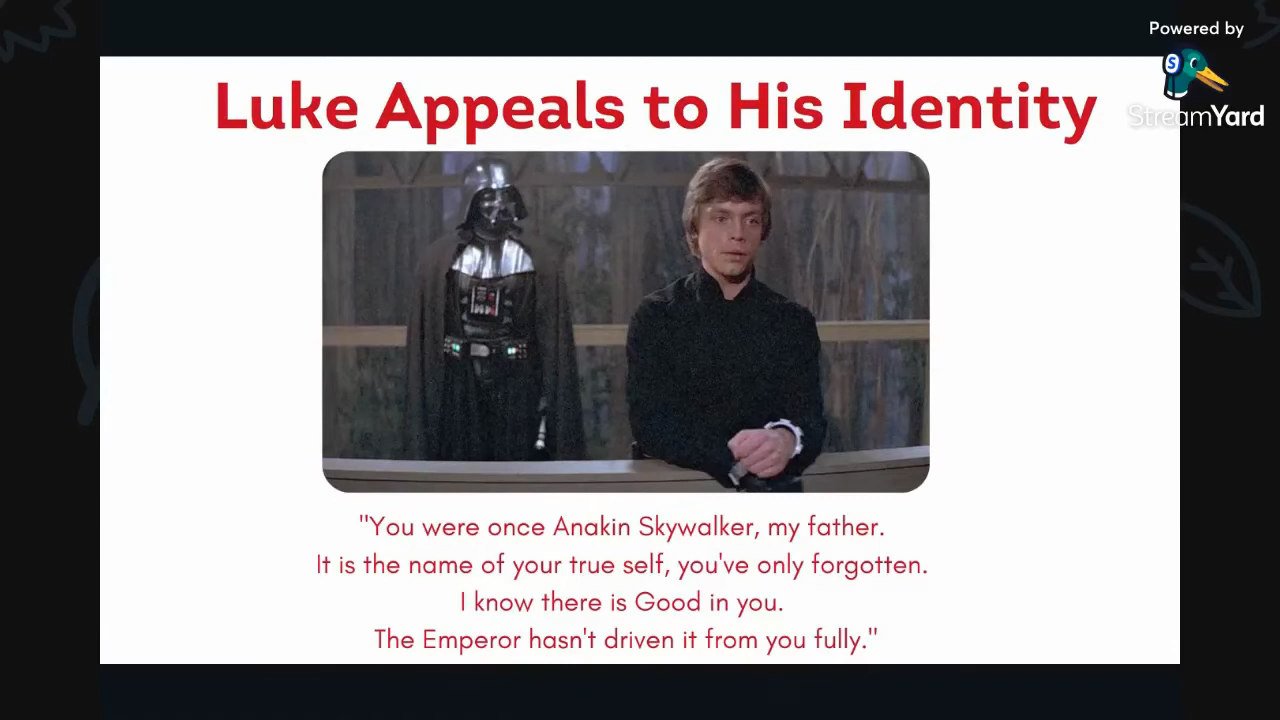 Powered by
S
StreamYard
Luke Appeals to His Identity
"You were once Anakin Skywalker, my father.
It is the name of your true self, you've only forgotten.
I know there is Good in you.
The Emperor hasn't driven it from you fully."